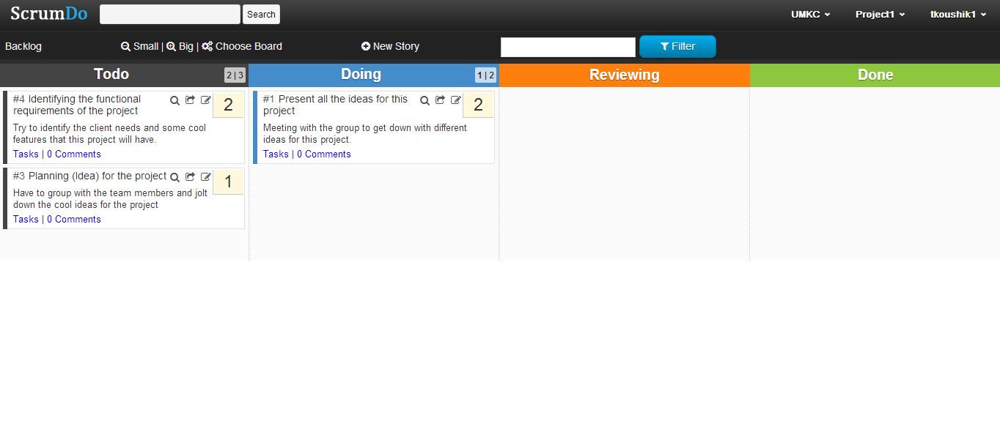 ScrumDo Search UMKC Project1 tkoushik1
Backlog Small | Big | Choose Board New Story Filter
Todo 2 | 3 Doing 1 | 2 Reviewing Done
#4 Identifying the functional
requirements of the project
2
Try to identify the client needs and some cool
features that this project will have.
Tasks | 0 Comments
#3 Planning (Idea) for the project
1
Have to group with the team members and jolt
down the cool ideas for the project
Tasks | 0 Comments
#1 Present all the ideas for this
project
2
Meeting with the group to get down with different
ideas for this project.
Tasks | 0 Comments